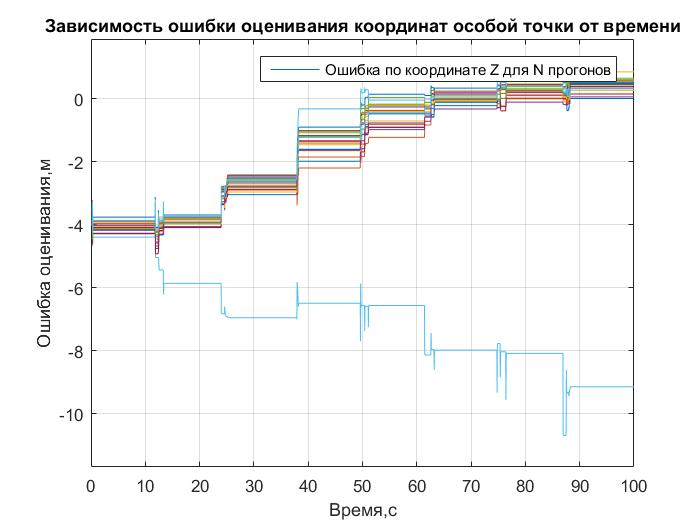 Зависимость ошибки оценивания координат особой точки от времени
Ошибка по координате Z для N прогонов
0
-2
-4
-6
-8
-10
Ошибка оценивания,м
0 10 20 30 40 50 60 70 80 90 100
Время,с